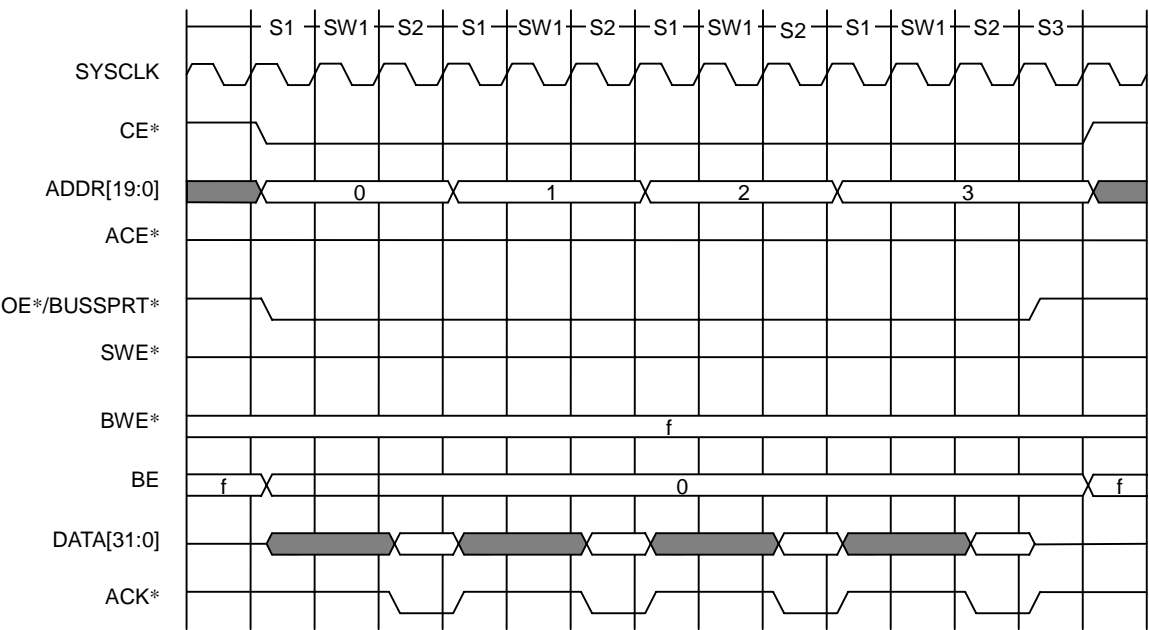 S1 SW1 S2 S1 SW1 S2 S1 SW1 S2 S1 SW1 S2 S3
SYSCLK
CE*
ADDR[19:0] 0 1 2 3
ACE*
OE*/BUSSPRT*
SWE*
BWE* f
BE f 0 f
DATA[31:0]
ACK*